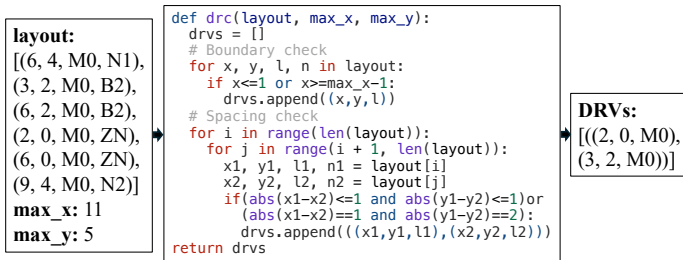 layout:
[(6, 4, M0, N1),
(3, 2, M0, B2),
(6, 2, M0, B2),
(2, 0, M0, ZN),
(6, 0, M0, ZN),
(9, 4, M0, N2)]
max_x: 11
max_y: 5
def drc(layout, max_x, max_y):
  drvs = []
  # Boundary check
  for x, y, l, n in layout:
    if x<=1 or x>=max_x-1:
      drvs.append((x,y,l))
  # Spacing check
  for i in range(len(layout)):
    for j in range(i + 1, len(layout)):
      x1, y1, l1, n1 = layout[i]
      x2, y2, l2, n2 = layout[j]
      if(abs(x1-x2)<=1 and abs(y1-y2)<=1)or
        (abs(x1-x2)==1 and abs(y1-y2)==2):
        drvs.append(((x1,y1,l1),(x2,y2,l2)))
return drvs
DRVs:
[((2, 0, M0),
(3, 2, M0))]